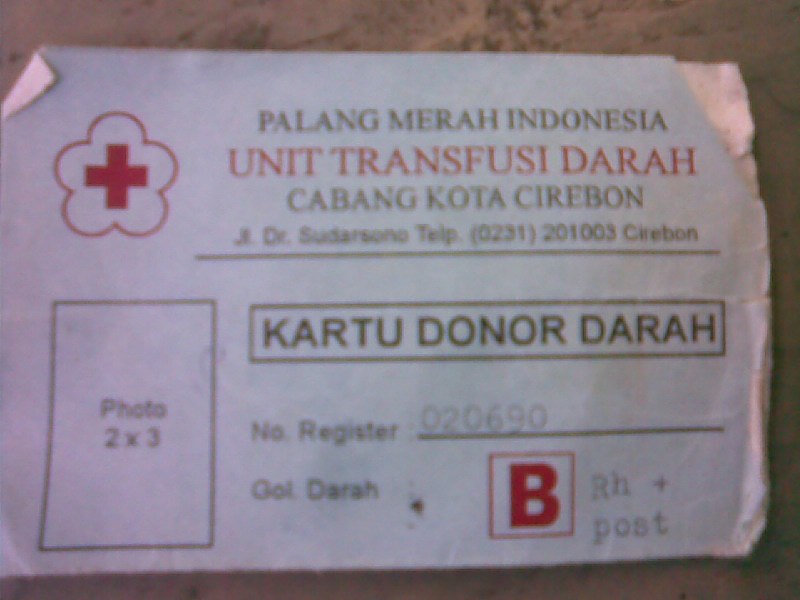 PALANG MERAH INDONESIA
UNIT TRANSFUSI DARAH
CABANG KOTA CIREBON
Jl. Dr. Sudarsono Telp. (0231) 201003 Cirebon
KARTU DONOR DARAH
Photo
2 x 3
No. Register : 020690
Gol. Darah : B Rh +
post